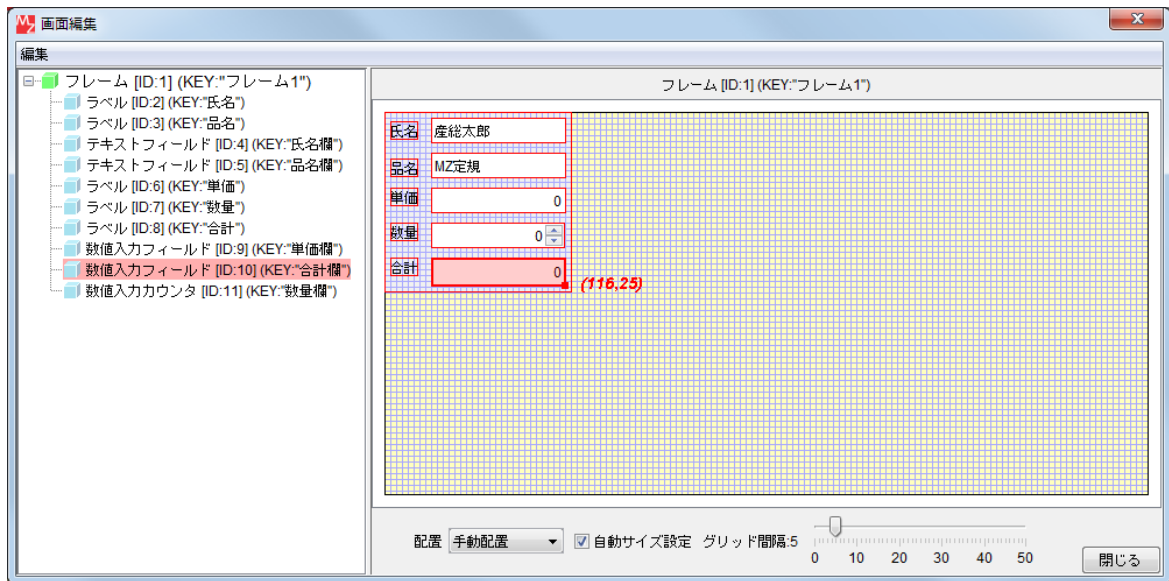 画面編集
編集
フレーム [ID:1] (KEY:"フレーム1")
ラベル [ID:2] (KEY:"氏名")
ラベル [ID:3] (KEY:"品名")
テキストフィールド [ID:4] (KEY:"氏名欄")
テキストフィールド [ID:5] (KEY:"品名欄")
ラベル [ID:6] (KEY:"単価")
ラベル [ID:7] (KEY:"数量")
ラベル [ID:8] (KEY:"合計")
数値入力フィールド [ID:9] (KEY:"単価欄")
数値入力フィールド [ID:10] (KEY:"合計欄")
数値入力カウンタ [ID:11] (KEY:"数量欄")
フレーム [ID:1] (KEY:"フレーム1")
氏名 産総太郎
品名 MZ定規
単価 0
数量 0
合計 0
(116,25)
配置 手動配置 自動サイズ設定 グリッド間隔:5
0 10 20 30 40 50
閉じる